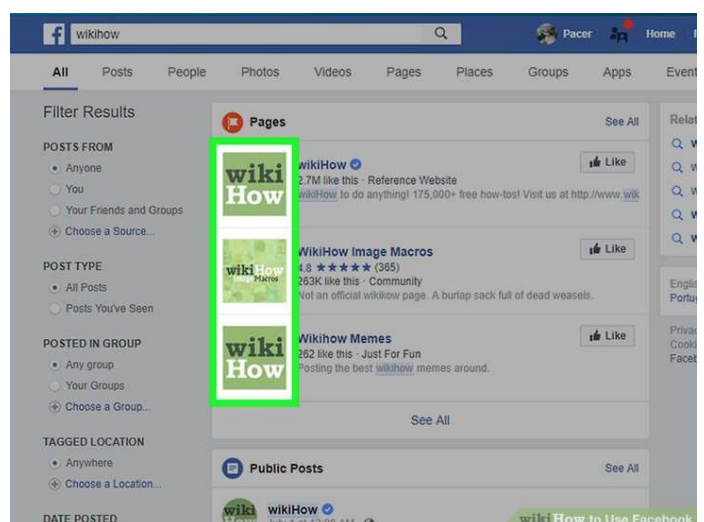 wikihow
Pacer
Home
All Posts People Photos Videos Pages Places Groups Apps
Filter Results
POSTS FROM
Anyone
You
Your Friends and Groups
Choose a Source...
POST TYPE
All Posts
Posts You've Seen
POSTED IN GROUP
Any group
Your Groups
Choose a Group...
TAGGED LOCATION
Anywhere
Choose a Location...
DATE POSTED
Pages See All
wiki
How
wikiHow
Like
2.7M like this · Reference Website
wikiHow to do anything! 175,000+ free how-tos! Visit us at http://www.wik
wikiHow
Image Macros
WikiHow Image Macros
Like
4.8 ★★★★★ (365)
263K like this · Community
Not an official wikikow page. A burlap sack full of dead weasels.
wiki
How
Wikihow Memes
Like
262 like this · Just For Fun
Posting the best wikihow memes around.
See All
Public Posts See All
wiki
wikiHow
Englis
Portug
wikiHow to Use Facebook